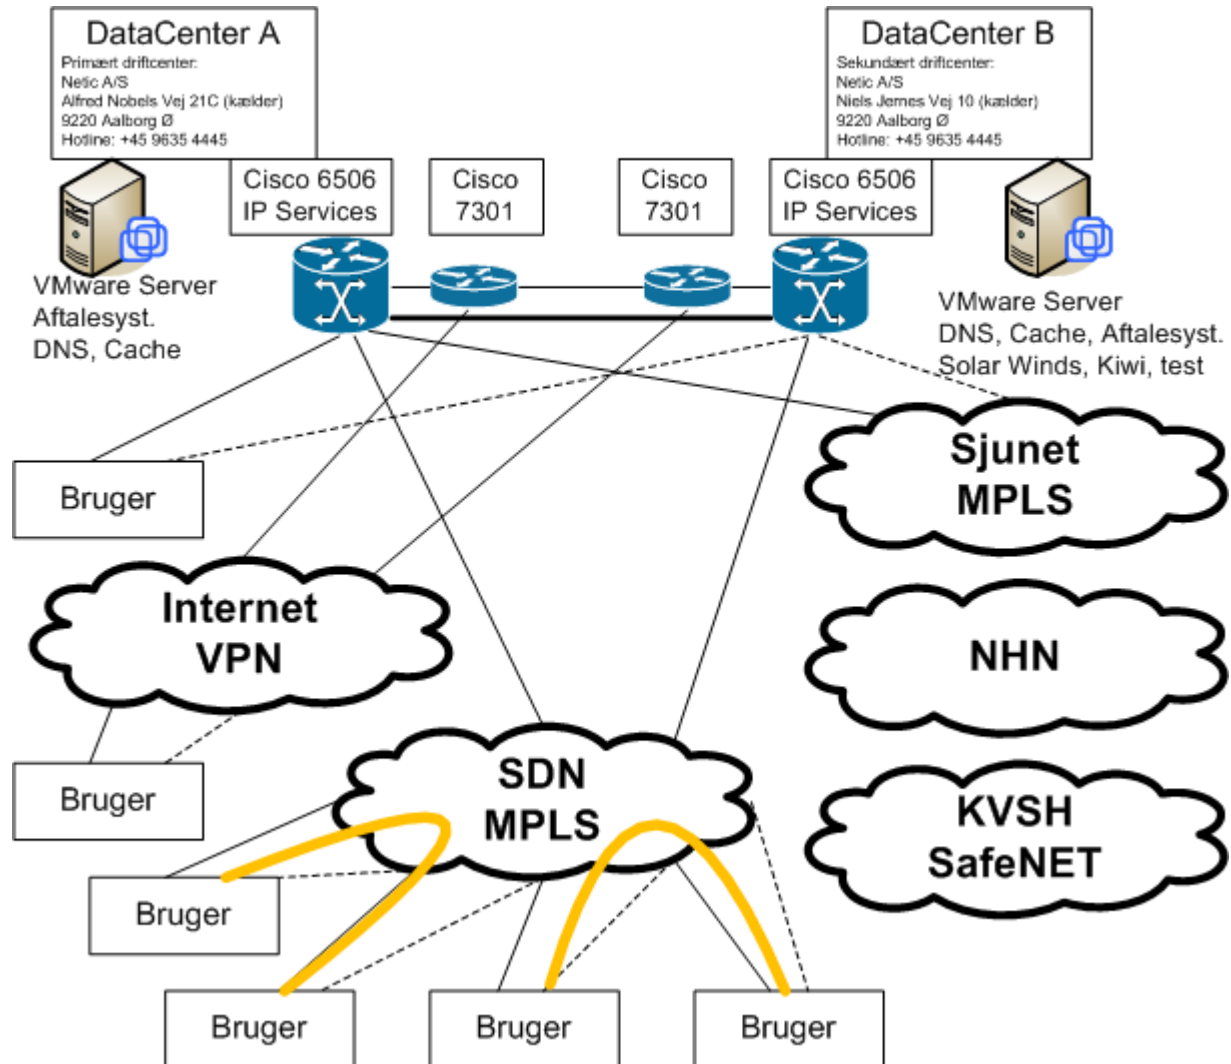 DataCenter A
Primært driftcenter:
Netic A/S
Alfred Nobels Vej 21C (kælder)
9220 Aalborg Ø
Hotline: +45 9635 4445
DataCenter B
Sekundært driftcenter:
Netic A/S
Niels Jernes Vej 10 (kælder)
9220 Aalborg Ø
Hotline: +45 9635 4445
Cisco 6506
IP Services
Cisco
7301
Cisco
7301
Cisco 6506
IP Services
VMware Server
Aftalesyst.
DNS, Cache
VMware Server
DNS, Cache, Aftalesyst.
Solar Winds, Kiwi, test
Bruger
Sjunet
MPLS
Internet
VPN
NHN
Bruger
SDN
MPLS
KVSH
SafeNET
Bruger
Bruger
Bruger
Bruger